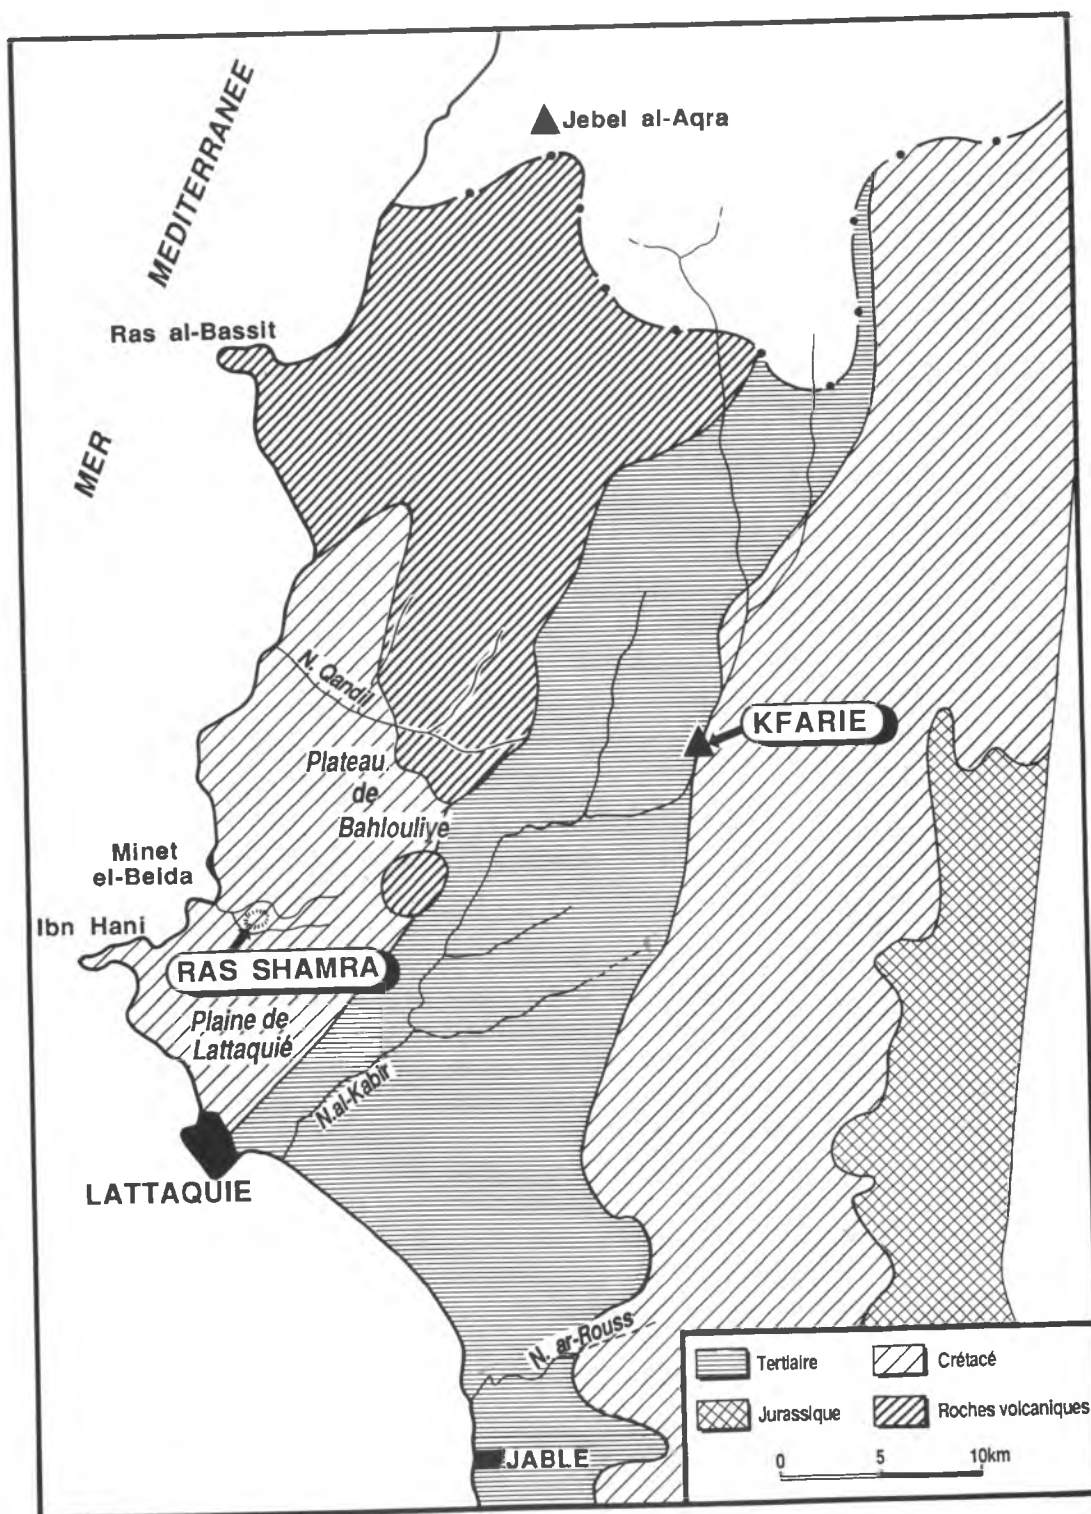 Jebel al-Aqra
MER MEDITERRANEE
Ras al-Bassit
N. Qandil
KFARIE
Plateau
de
Bahlouliye
Minet
el-Beida
Ibn Hani
RAS SHAMRA
Plaine de
Lattaquié
N.al-Kabir
LATTAQUIE
N. ar-Rouss
JABLE
Tertiaire
Crétacé
Jurassique
Roches volcaniques
0 5 10km